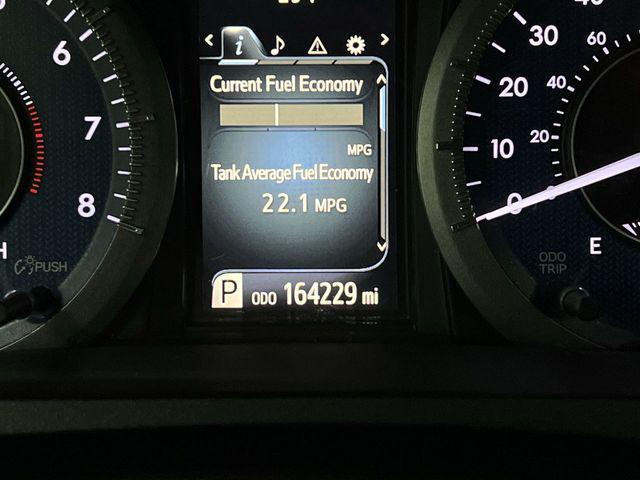 6
7
8
H
PUSH
i
Current Fuel Economy
MPG
Tank Average Fuel Economy
22.1 MPG
P ODO 164229 mi
30
20
10
0
60
40
20
ODO
TRIP
E